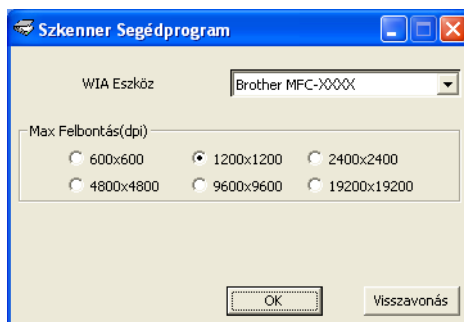 Szkenner Segédprogram
WIA Eszköz Brother MFC-XXXX
Max Felbontás(dpi)
600x600 1200x1200 2400x2400
4800x4800 9600x9600 19200x19200
OK Visszavonás